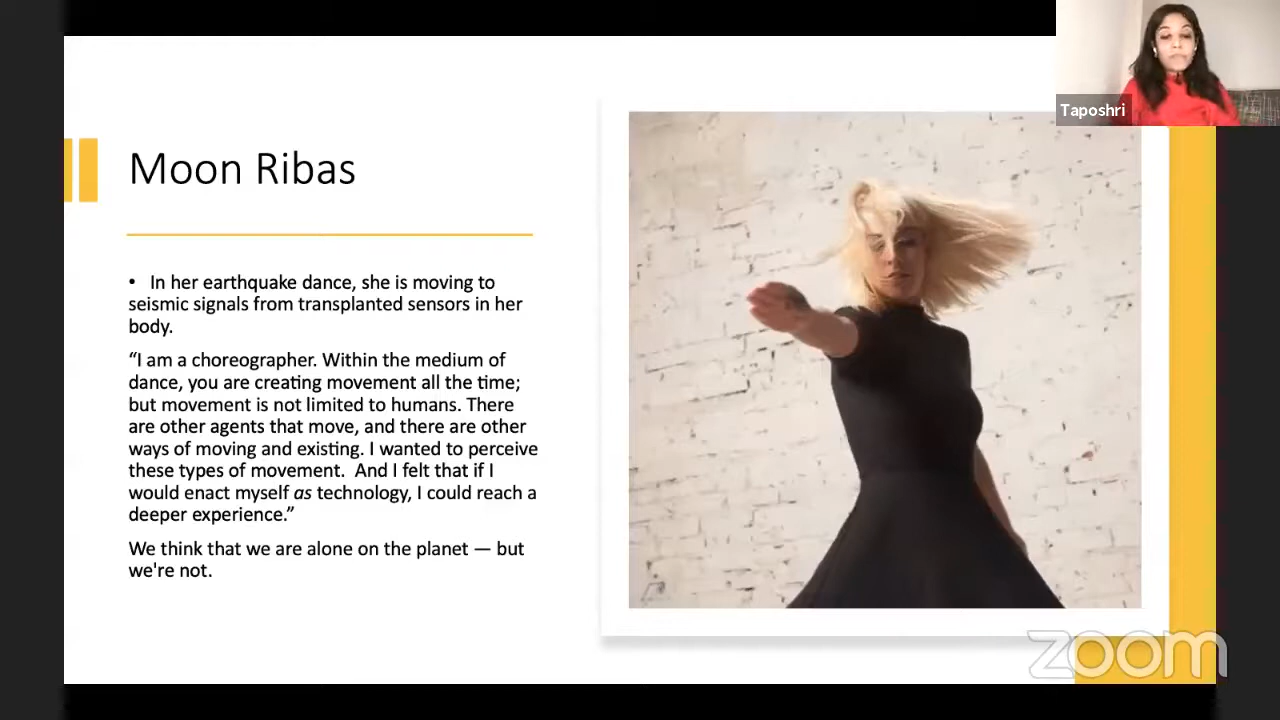 Taposhri
Moon Ribas
• In her earthquake dance, she is moving to
seismic signals from transplanted sensors in her
body.
“I am a choreographer. Within the medium of
dance, you are creating movement all the time;
but movement is not limited to humans. There
are other agents that move, and there are other
ways of moving and existing. I wanted to perceive
these types of movement.  And I felt that if I
would enact myself as technology, I could reach a
deeper experience.”
We think that we are alone on the planet — but
we're not.
zoom